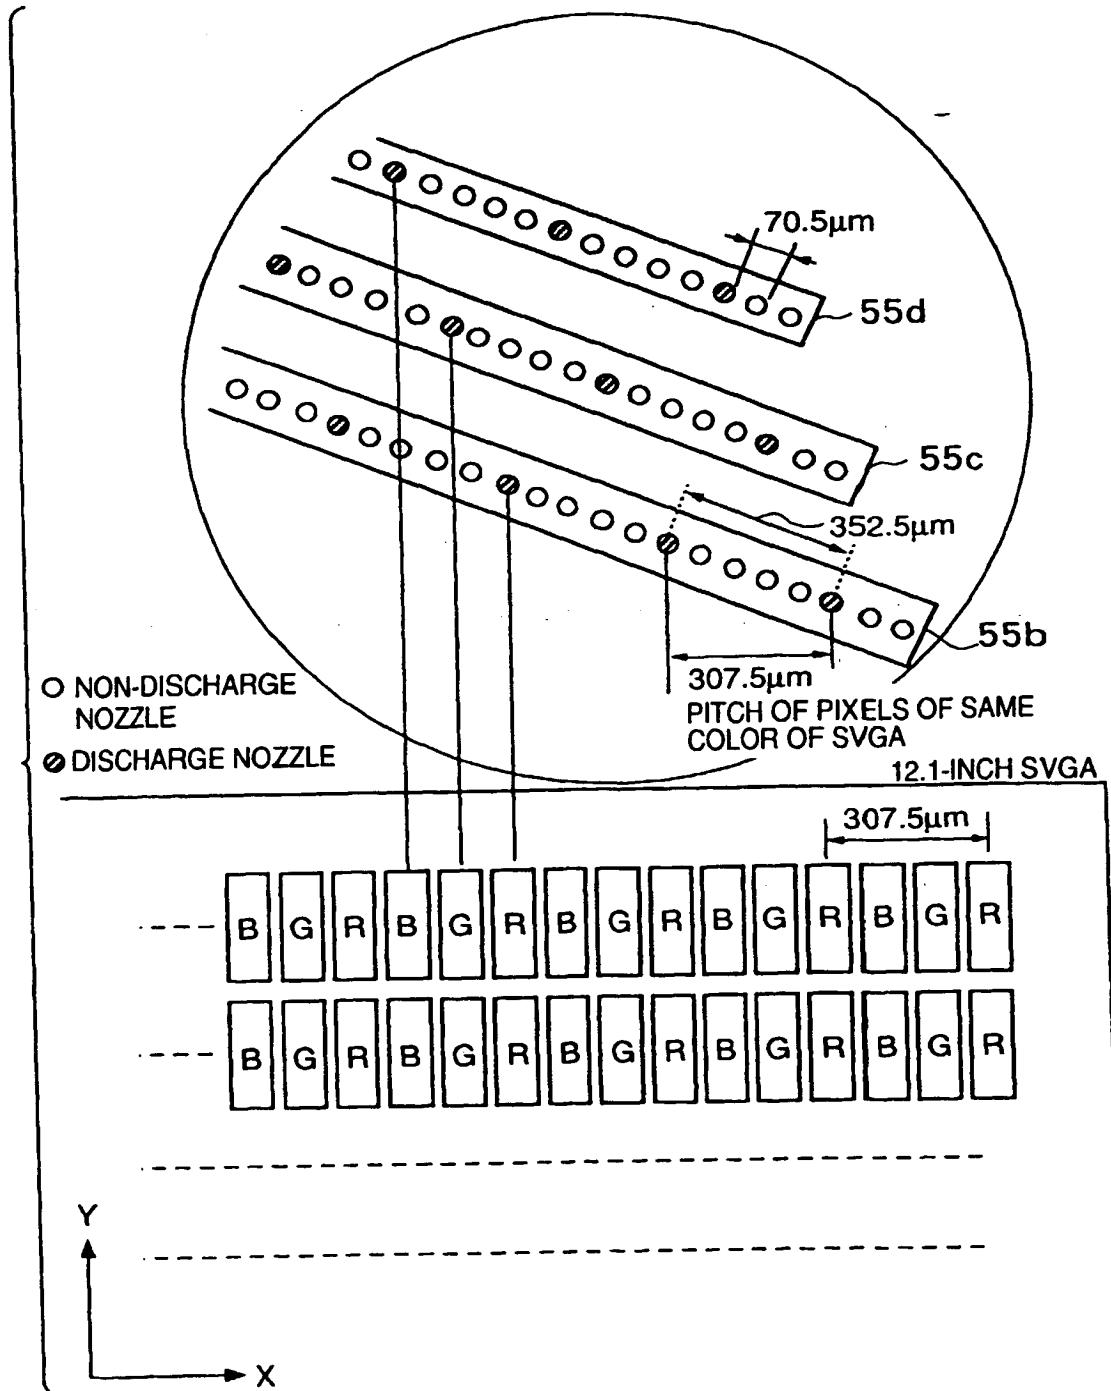 70.5μm
55d
55c
352.5μm
55b
307.5μm
PITCH OF PIXELS OF SAME
COLOR OF SVGA
NON-DISCHARGE
NOZZLE
DISCHARGE NOZZLE
12.1-INCH SVGA
307.5μm
B G R B G R B G R B G R B G R
B G R B G R B G R B G R B G R
Y
X